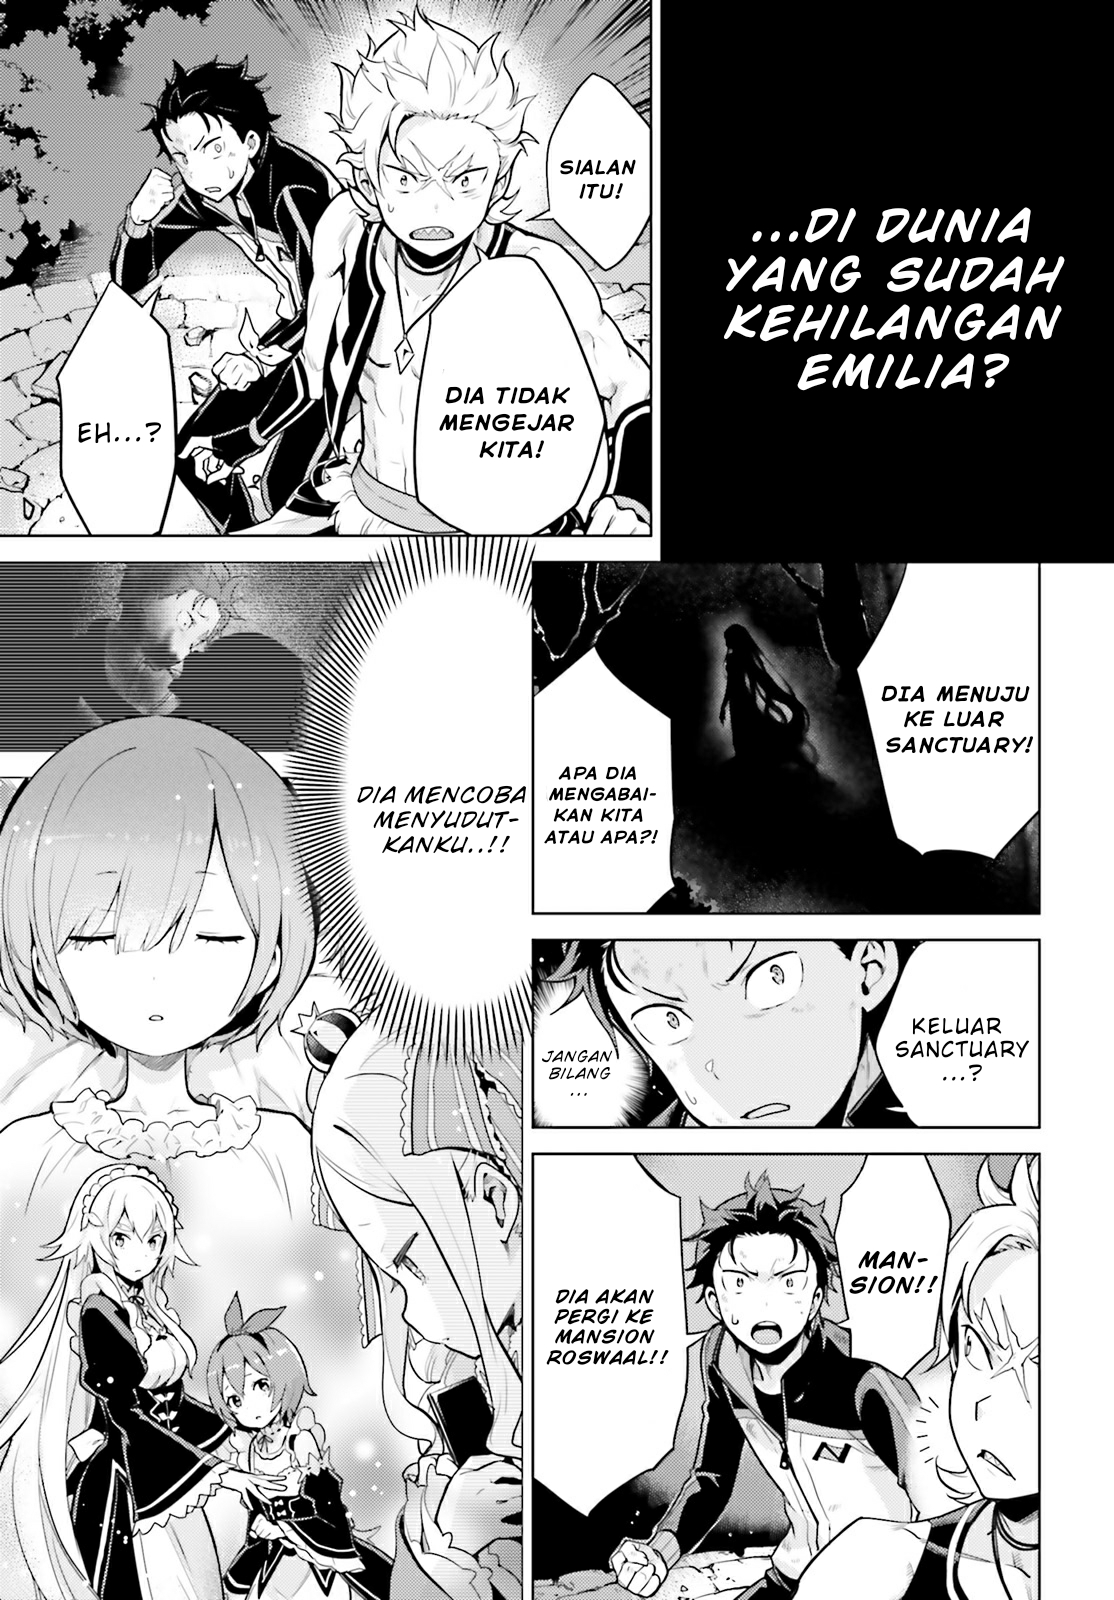 ...DI DUNIA
YANG SUDAH
KEHILANGAN
EMILIA?
SIALAN
ITU!
DIA TIDAK
MENGEJAR
KITA!
EH...?
DIA MENUJU
KE LUAR
SANCTUARY!
APA DIA
MENGABAI-
KAN KITA
ATAU APA?!
KELUAR
SANCTUARY
...?
JANGAN
BILANG
...
MAN-
SION!!
DIA AKAN
PERGI KE
MANSION
ROSWAAL!!
DIA MENCOBA
MENYUDUT-
KANKU..!!